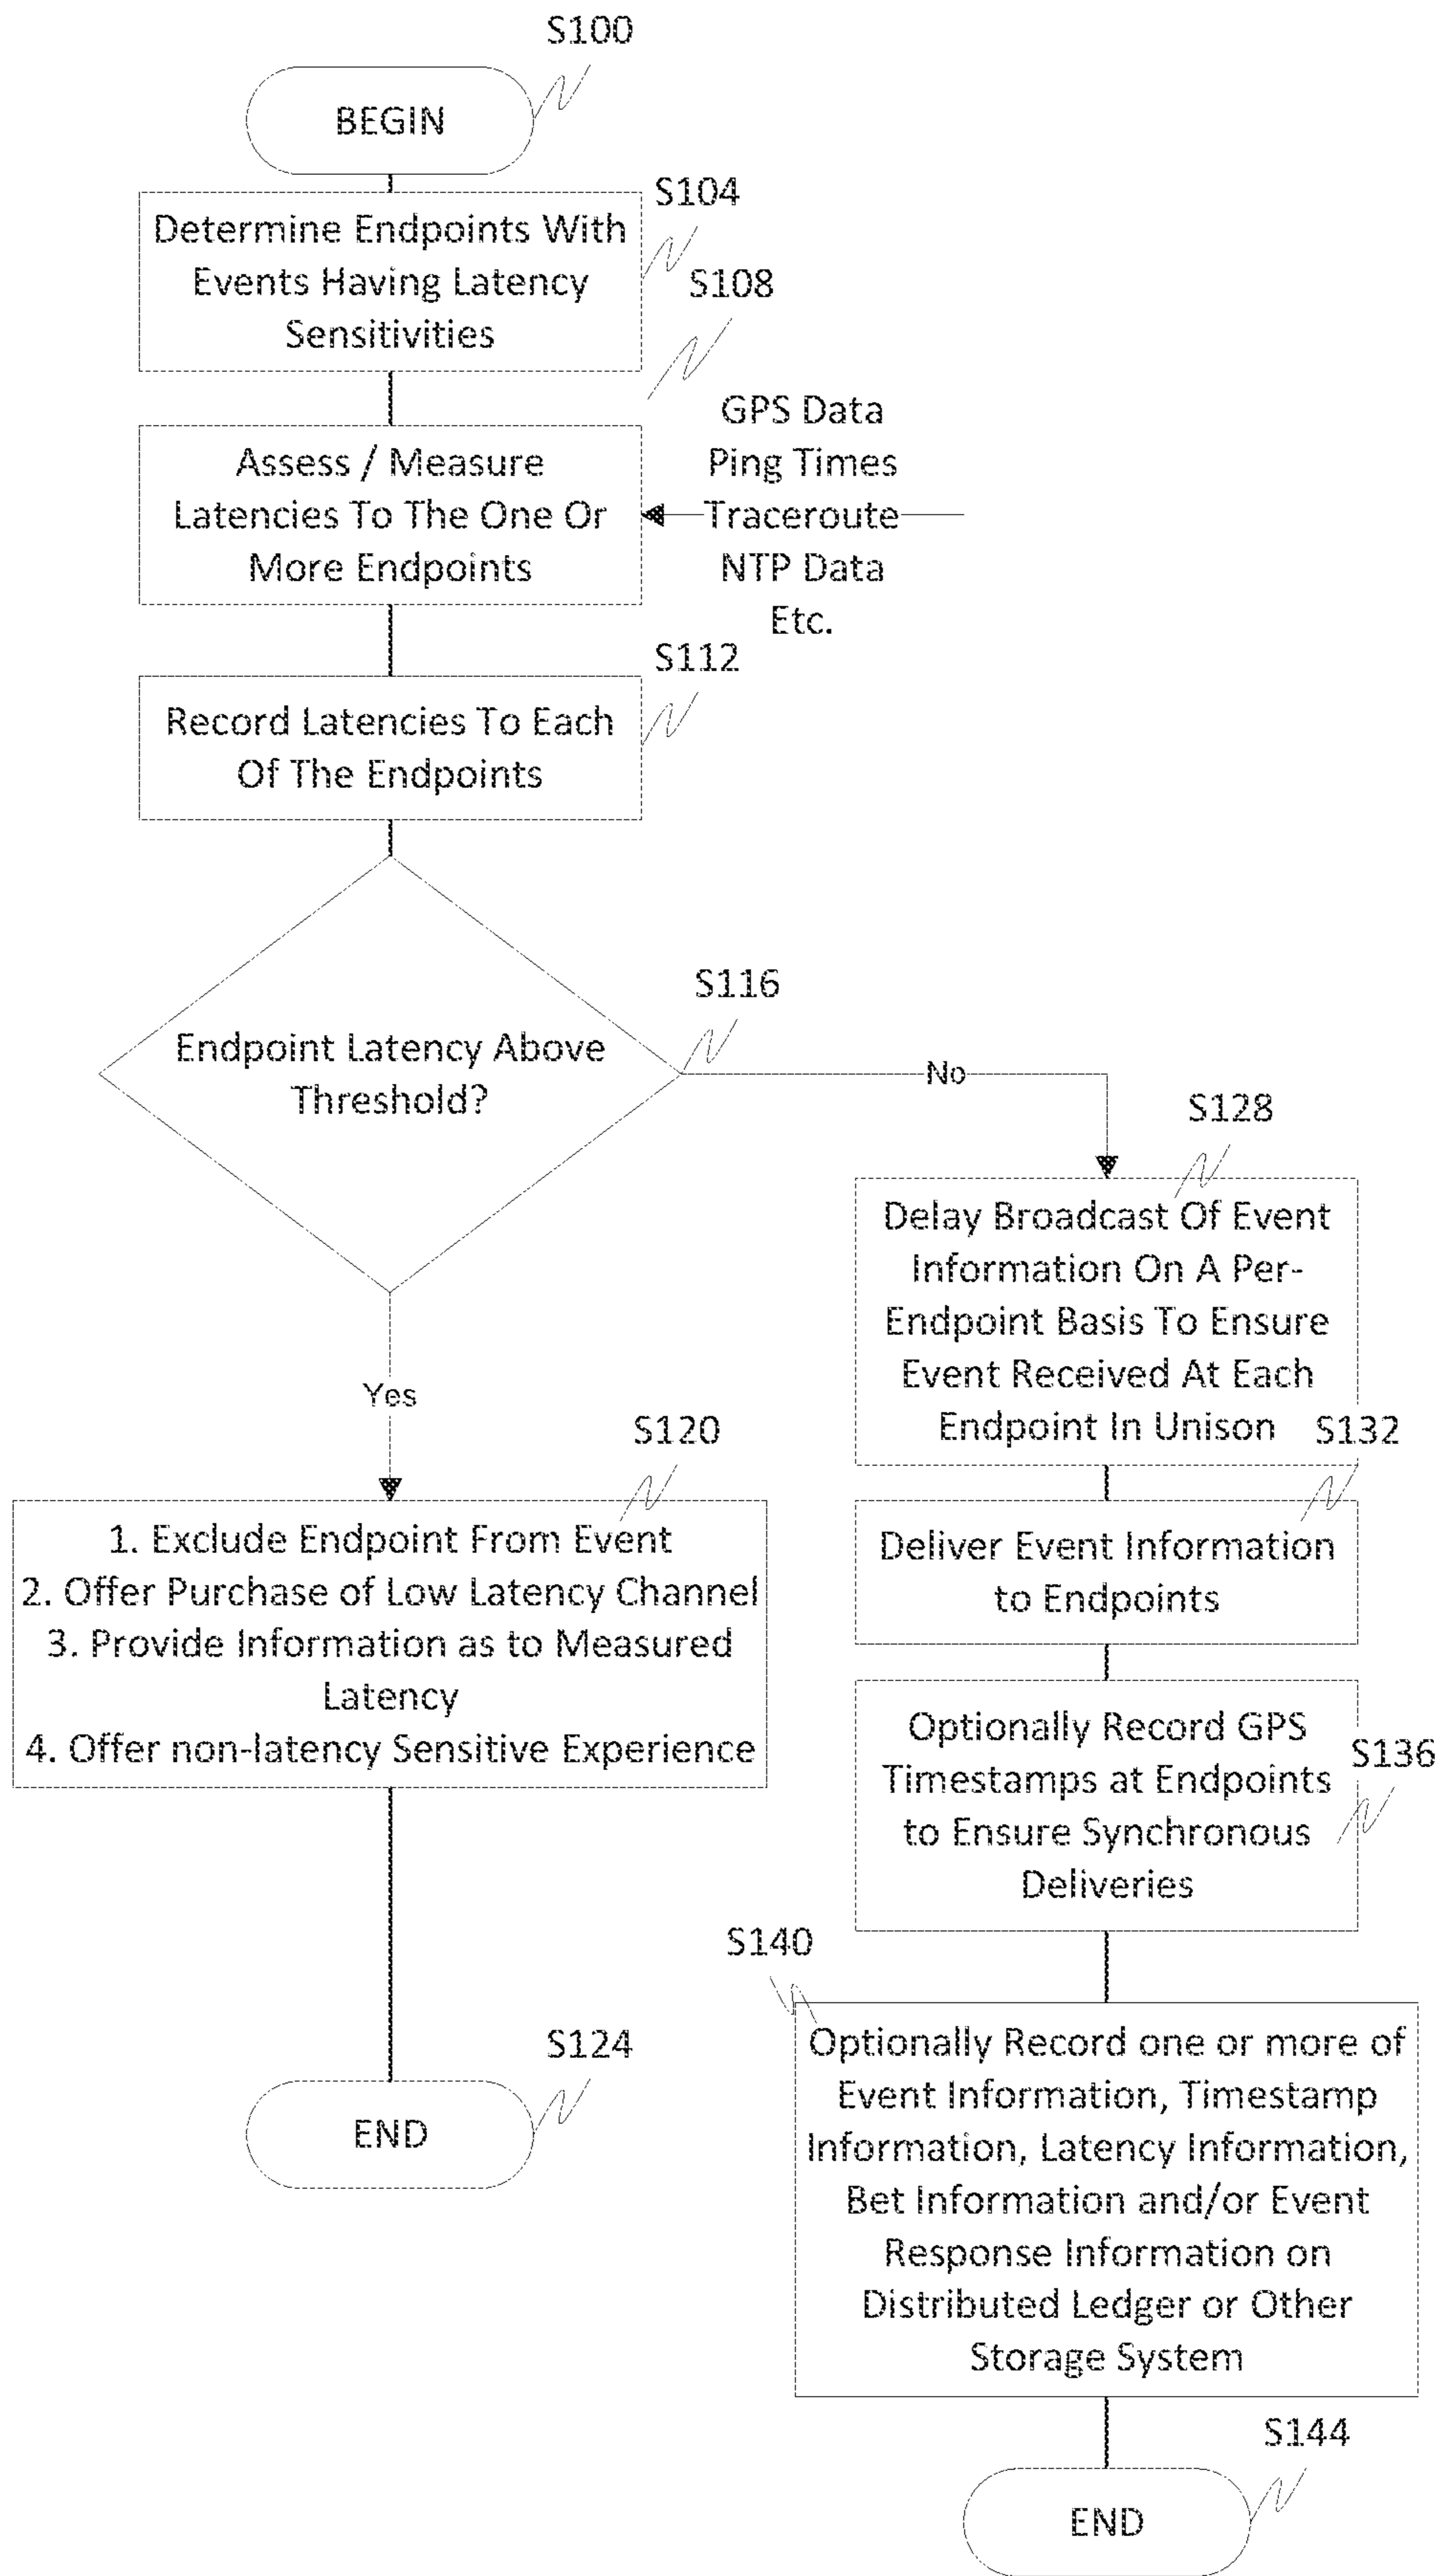 S100
BEGIN
S104
Determine Endpoints With
Events Having Latency
Sensitivities
S108
GPS Data
Ping Times
Traceroute
NTP Data
Etc.
Assess / Measure
Latencies To The One Or
More Endpoints
S112
Record Latencies To Each
Of The Endpoints
S116
Endpoint Latency Above
Threshold?
No
Yes
S120
1. Exclude Endpoint From Event
2. Offer Purchase of Low Latency Channel
3. Provide Information as to Measured
Latency
4. Offer non-latency Sensitive Experience
S124
END
S128
Delay Broadcast Of Event
Information On A Per-
Endpoint Basis To Ensure
Event Received At Each
Endpoint In Unison
S132
Deliver Event Information
to Endpoints
S136
Optionally Record GPS
Timestamps at Endpoints
to Ensure Synchronous
Deliveries
S140
Optionally Record one or more of
Event Information, Timestamp
Information, Latency Information,
Bet Information and/or Event
Response Information on
Distributed Ledger or Other
Storage System
S144
END